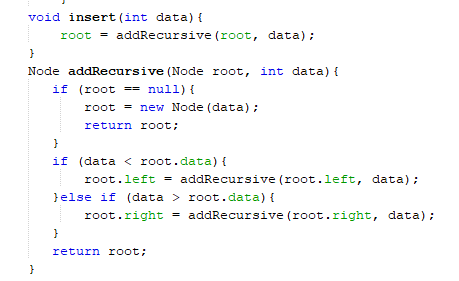 void insert(int data){
root = addRecursive(root, data);
}
Node addRecursive(Node root, int data){
if (root == null){
root = new Node(data);
return root;
}
if (data < root.data){
root.left = addRecursive(root.left, data);
}else if (data > root.data){
root.right = addRecursive(root.right, data);
}
return root;
}